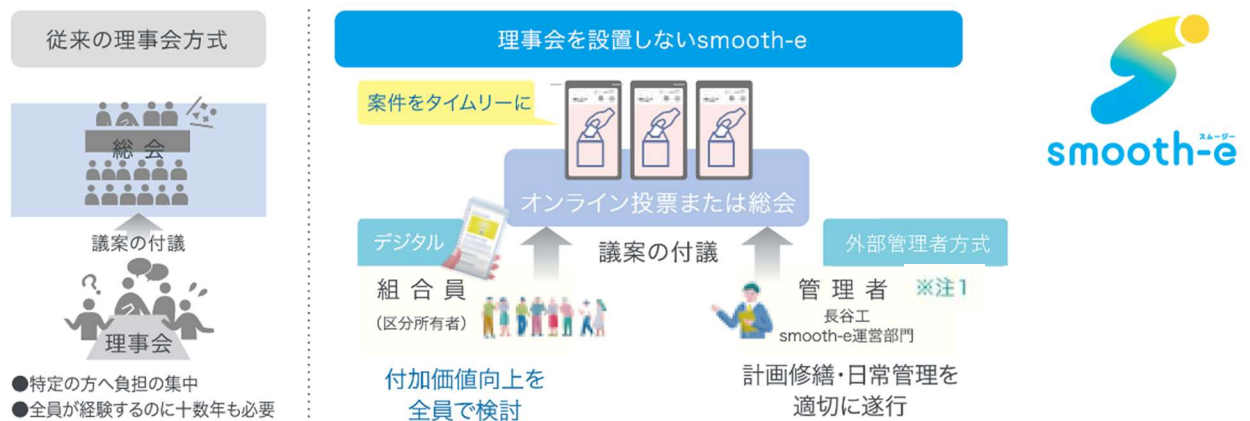 従来の理事会方式
総会
議案の付議
理事会
●特定の方へ負担の集中
●全員が経験するのに十数年も必要
理事会を設置しないsmooth-e
案件をタイムリーに
オンライン投票または総会
デジタル
議案の付議
外部管理者方式
組合員
(区分所有者)
管理者 ※注1
長谷工
smooth-e運営部門
付加価値向上を
全員で検討
計画修繕・日常管理を
適切に遂行
スムージー
smooth-e